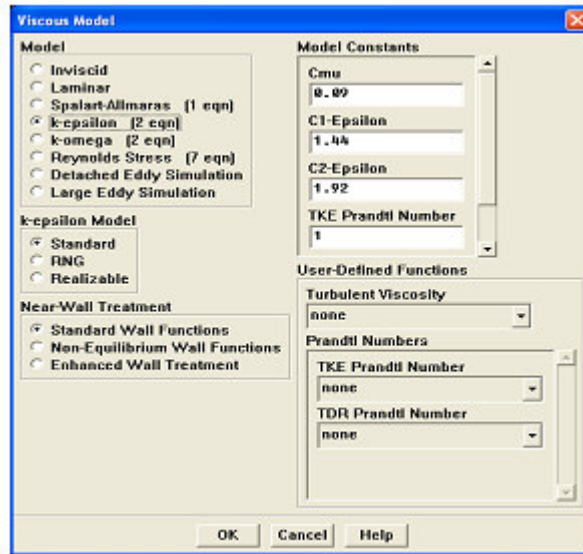 Viscous Model
Model
Inviscid
Laminar
Spalart-Allmaras (1 eqn)
k-epsilon (2 eqn)
k-omega (2 eqn)
Reynolds Stress (7 eqn)
Detached Eddy Simulation
Large Eddy Simulation
k-epsilon Model
Standard
RNG
Realizable
Near-Wall Treatment
Standard Wall Functions
Non-Equilibrium Wall Functions
Enhanced Wall Treatment
Model Constants
Cmu
0.09
C1-Epsilon
1.44
C2-Epsilon
1.92
TKE Prandtl Number
1
User-Defined Functions
Turbulent Viscosity
none
Prandtl Numbers
TKE Prandtl Number
none
TDR Prandtl Number
none
OK
Cancel
Help